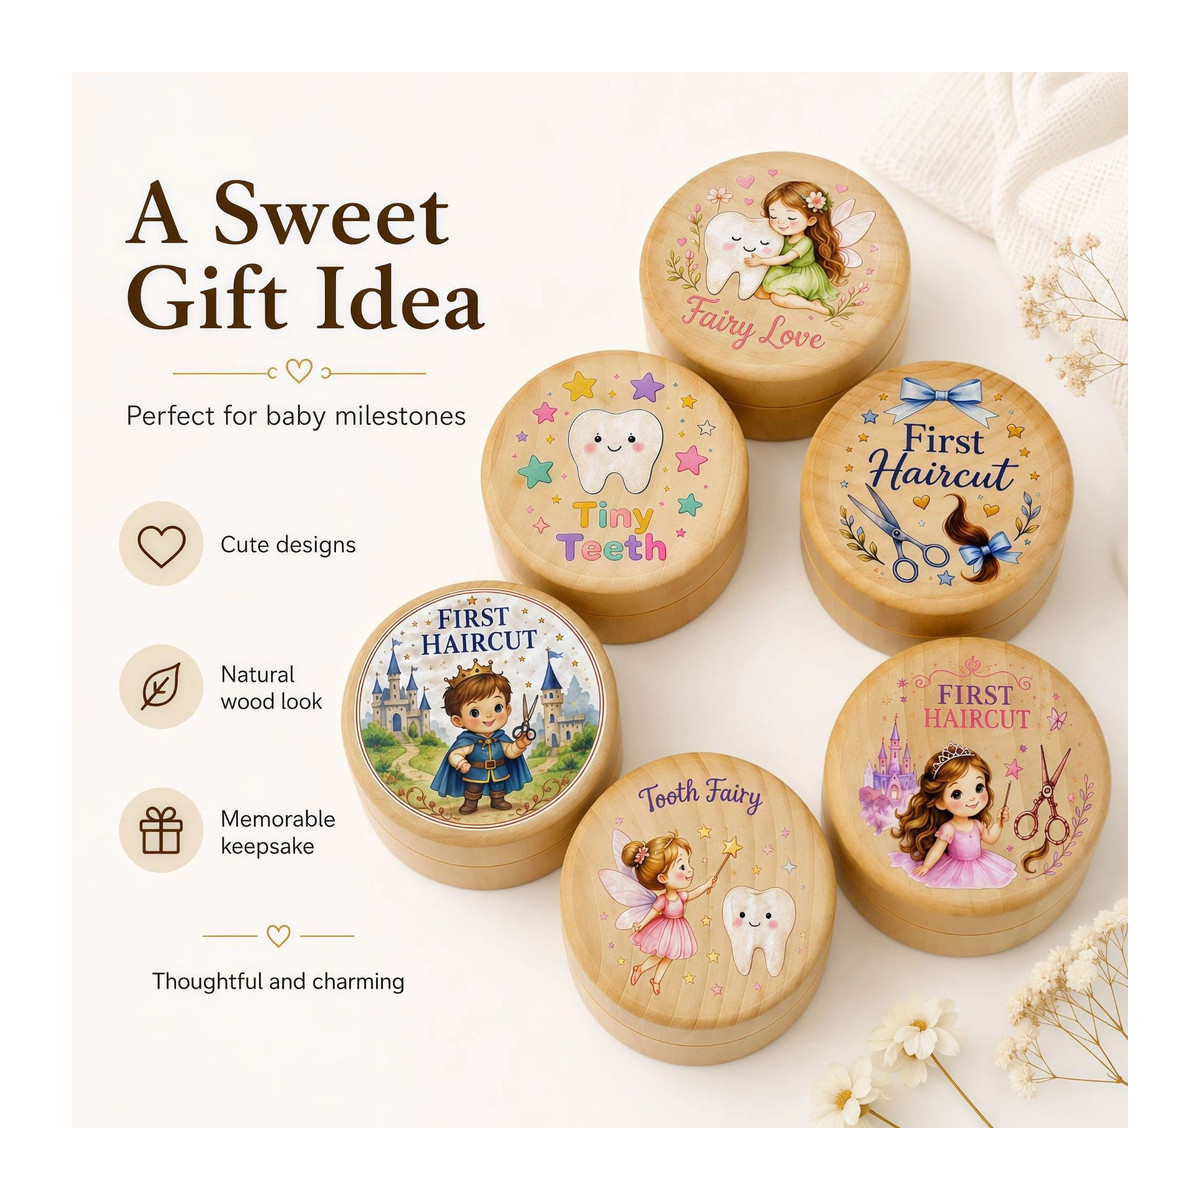 A Sweet
Gift Idea
Perfect for baby milestones
Cute designs
Natural
wood look
Memorable
keepsake
Thoughtful and charming
Fairy Love
Tiny
Teeth
First
Haircut
FIRST
HAIRCUT
Tooth Fairy
FIRST
HAIRCUT